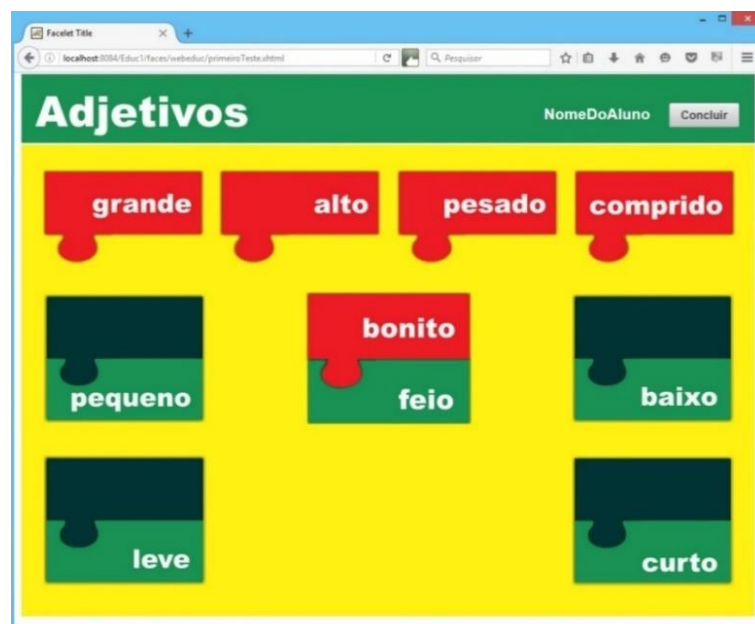 Facelet Title
localhost:8084/Educ1/faces/webeduc/primeiroTeste.xhtml
Pesquisar
Adjetivos
NomeDoAluno
Concluir
grande
alto
pesado
comprido
bonito
pequeno
feio
baixo
leve
curto